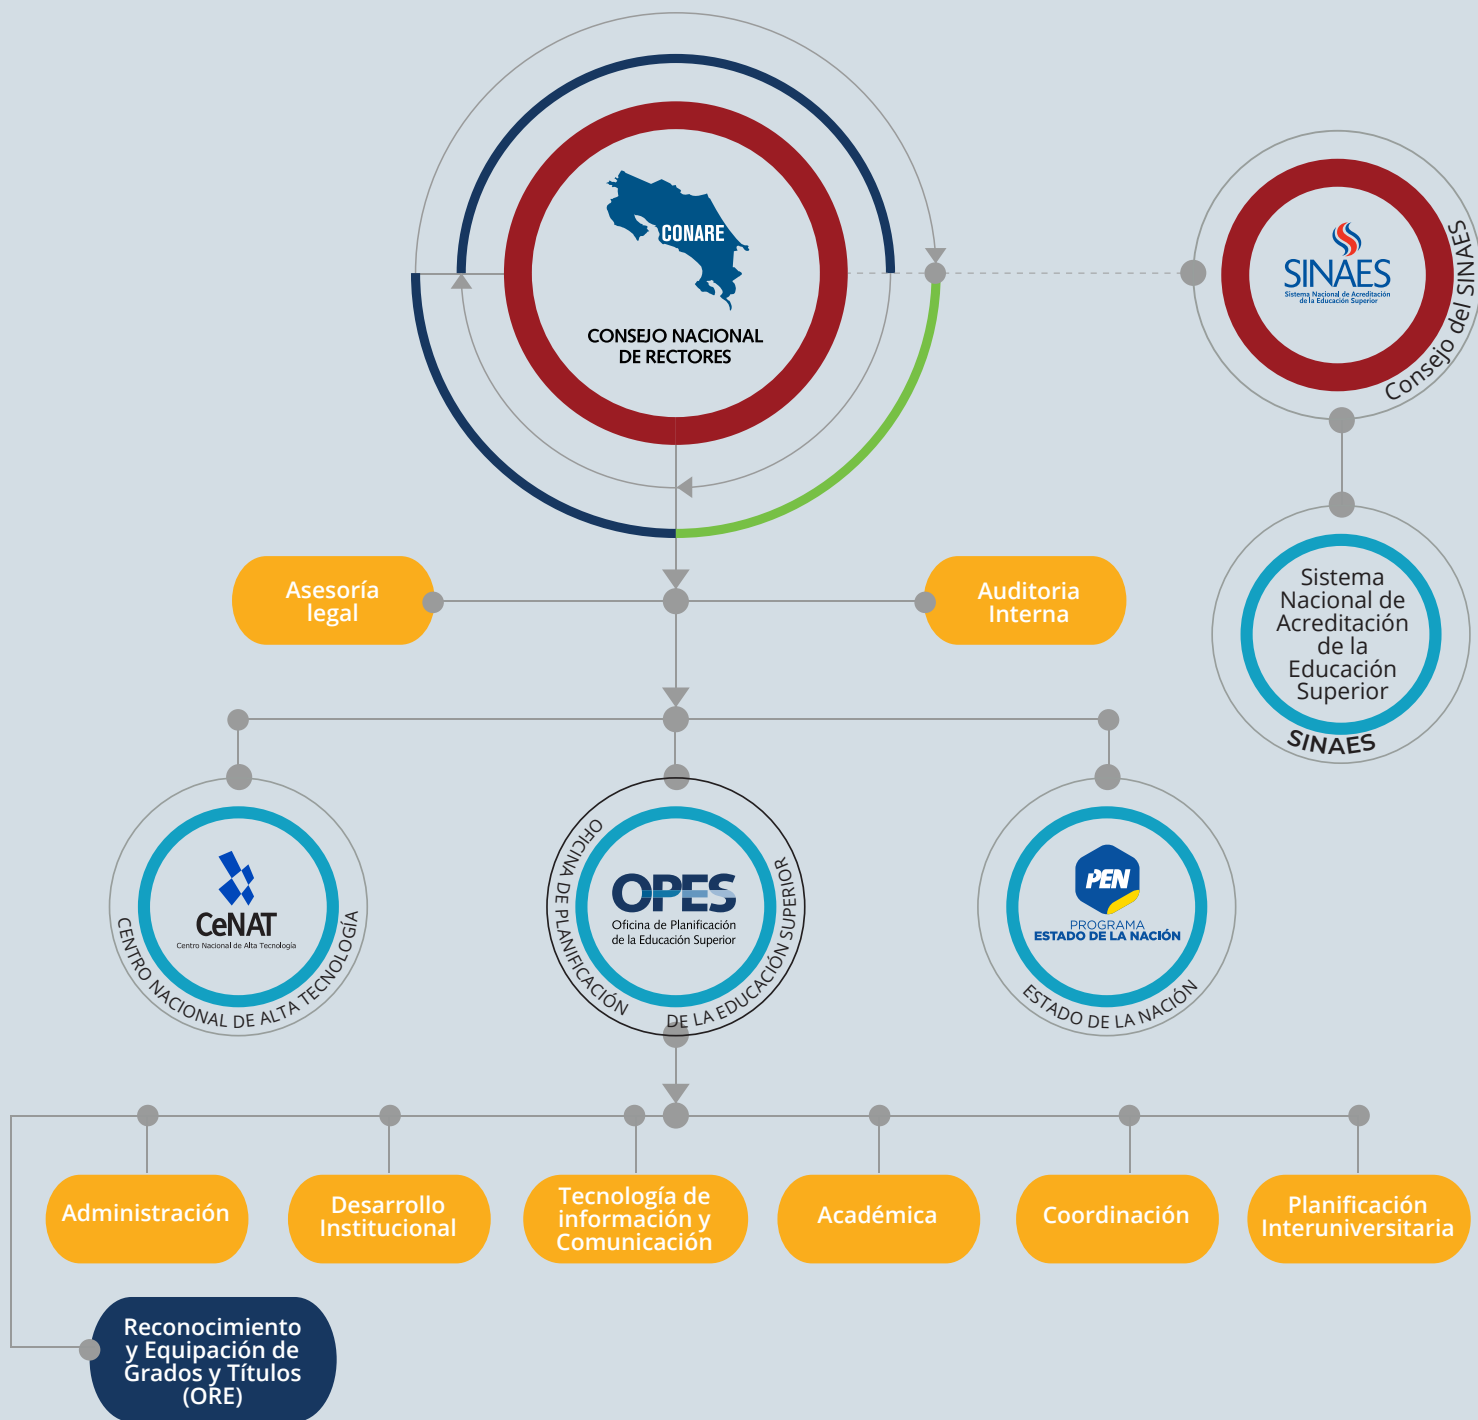 CONARE
CONSEJO NACIONAL
DE RECTORES
SINAES
Sistema Nacional de Acreditación
de la Educación Superior
Consejo del SINAES
Asesoría
legal
Auditoria
Interna
Sistema
Nacional de
Acreditación
de la
Educación
Superior
SINAES
CeNAT
Centro Nacional de Alta Tecnología
CENTRO NACIONAL DE ALTA TECNOLOGÍA
OPES
Oficina de Planificación
de la Educación Superior
OFICINA DE PLANIFICACIÓN
DE LA EDUCACIÓN SUPERIOR
PEN
PROGRAMA
ESTADO DE LA NACIÓN
ESTADO DE LA NACIÓN
Administración
Desarrollo
Institucional
Tecnología de
información y
Comunicación
Académica
Coordinación
Planificación
Interuniversitaria
Reconocimiento
y Equipación de
Grados y Títulos
(ORE)